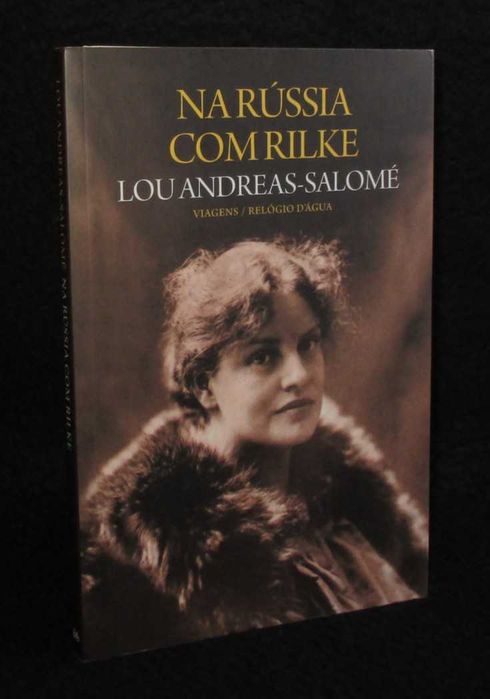 NA RÚSSIA
COM RILKE
LOU ANDREAS-SALOMÉ
VIAGENS / RELÓGIO D'ÁGUA
LOU ANDREAS-SALOMÉ NA RÚSSIA COM RILKE